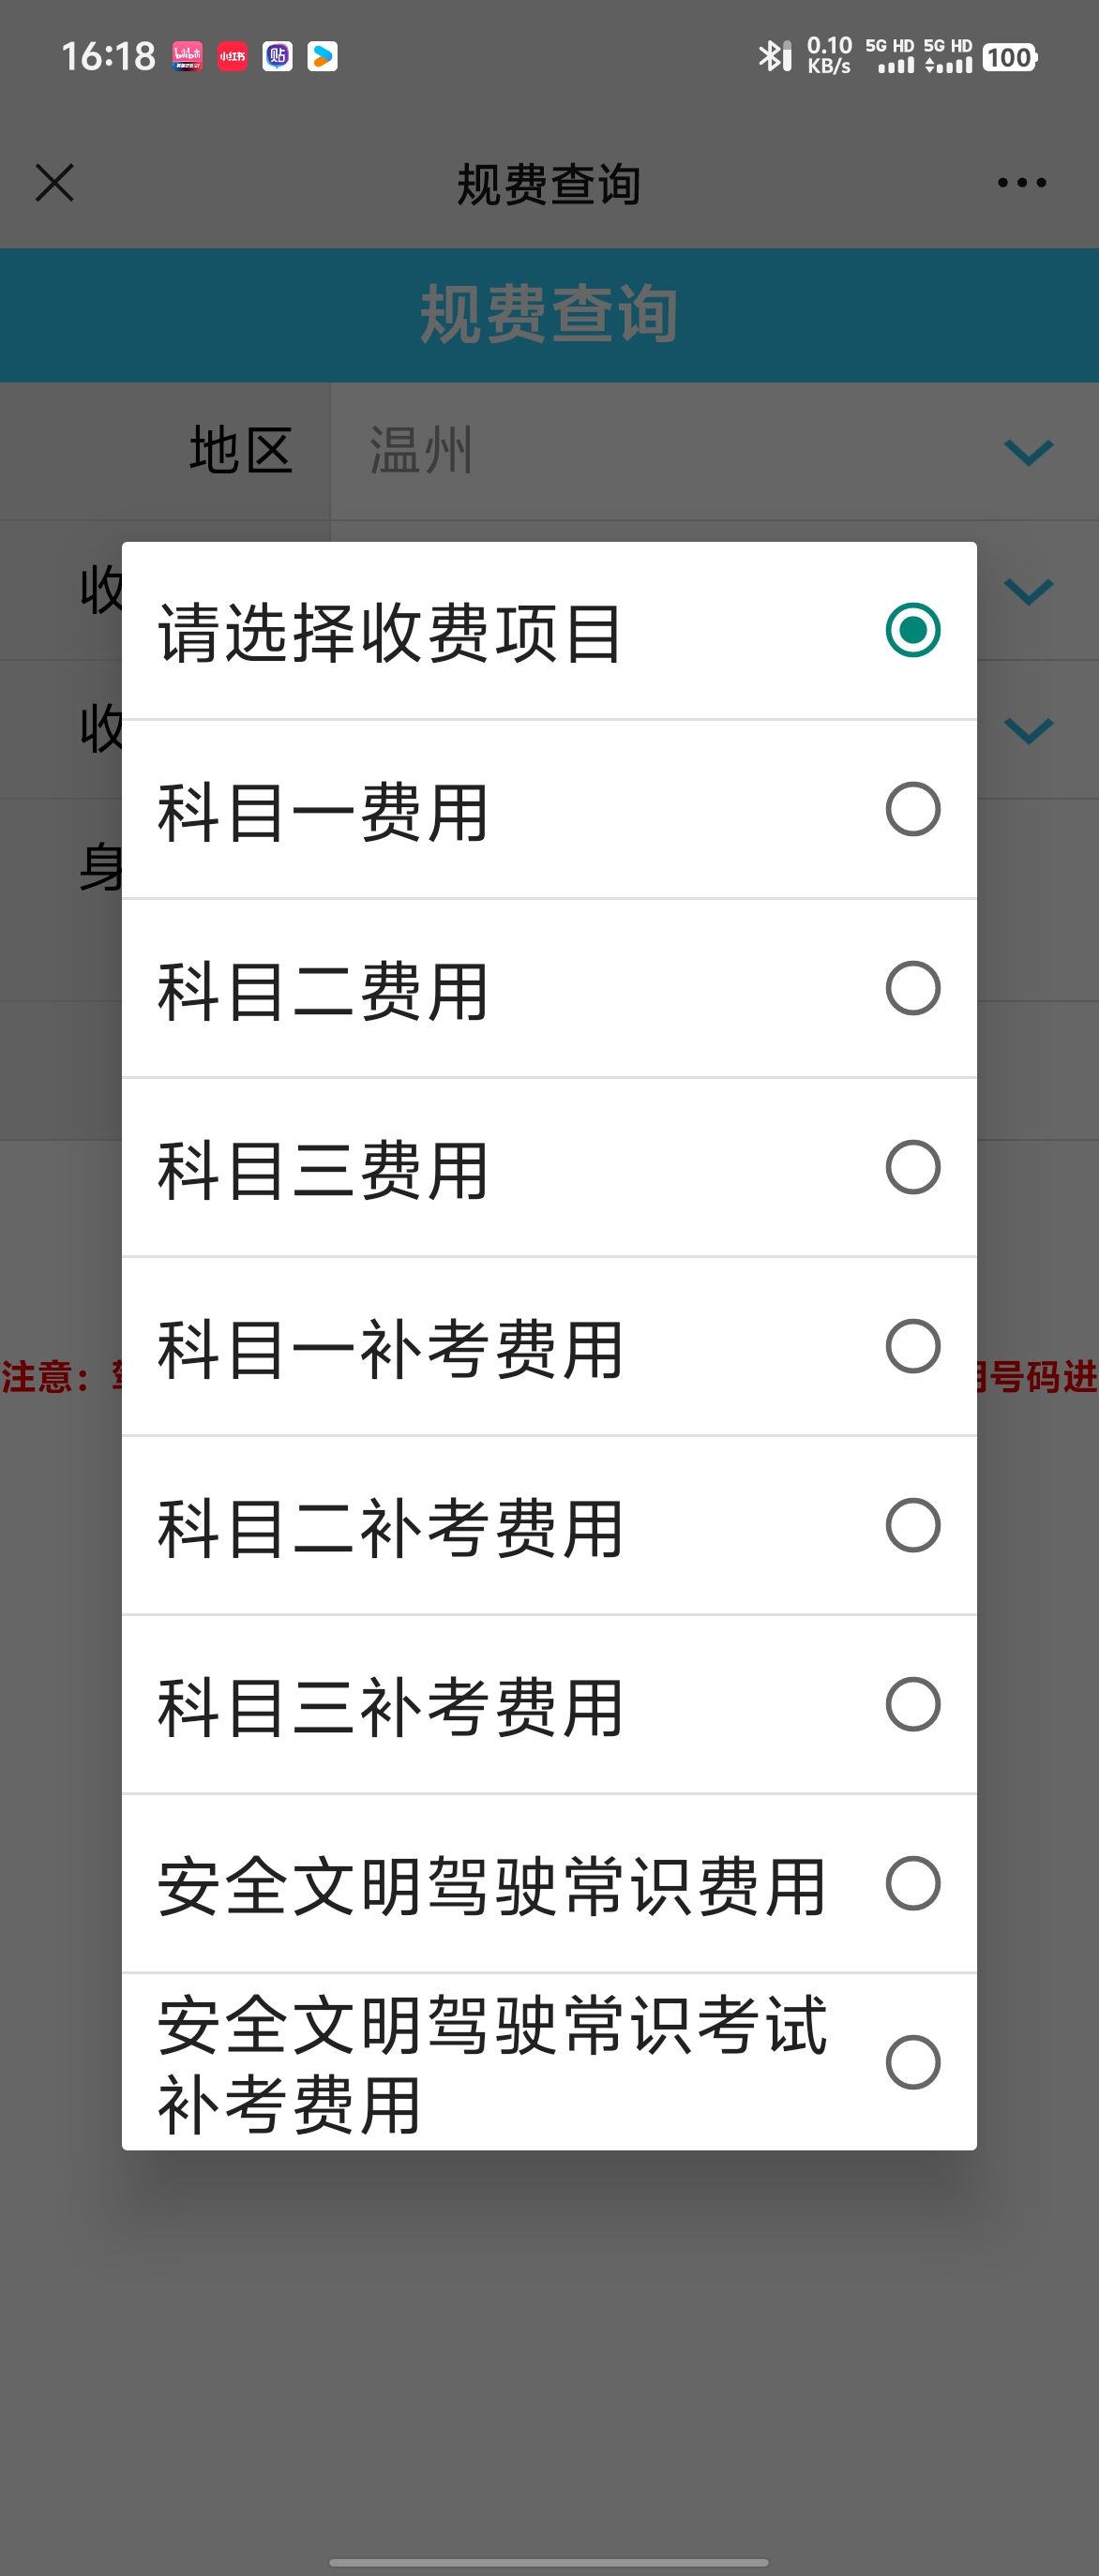 16:18
0.10
KB/s
5G HD 5G HD
100
规费查询
规费查询
地区 温州
收
请选择收费项目
科目一费用
收
身
科目二费用
科目三费用
科目一补考费用
注意：
号码进
科目二补考费用
科目三补考费用
安全文明驾驶常识费用
安全文明驾驶常识考试
补考费用